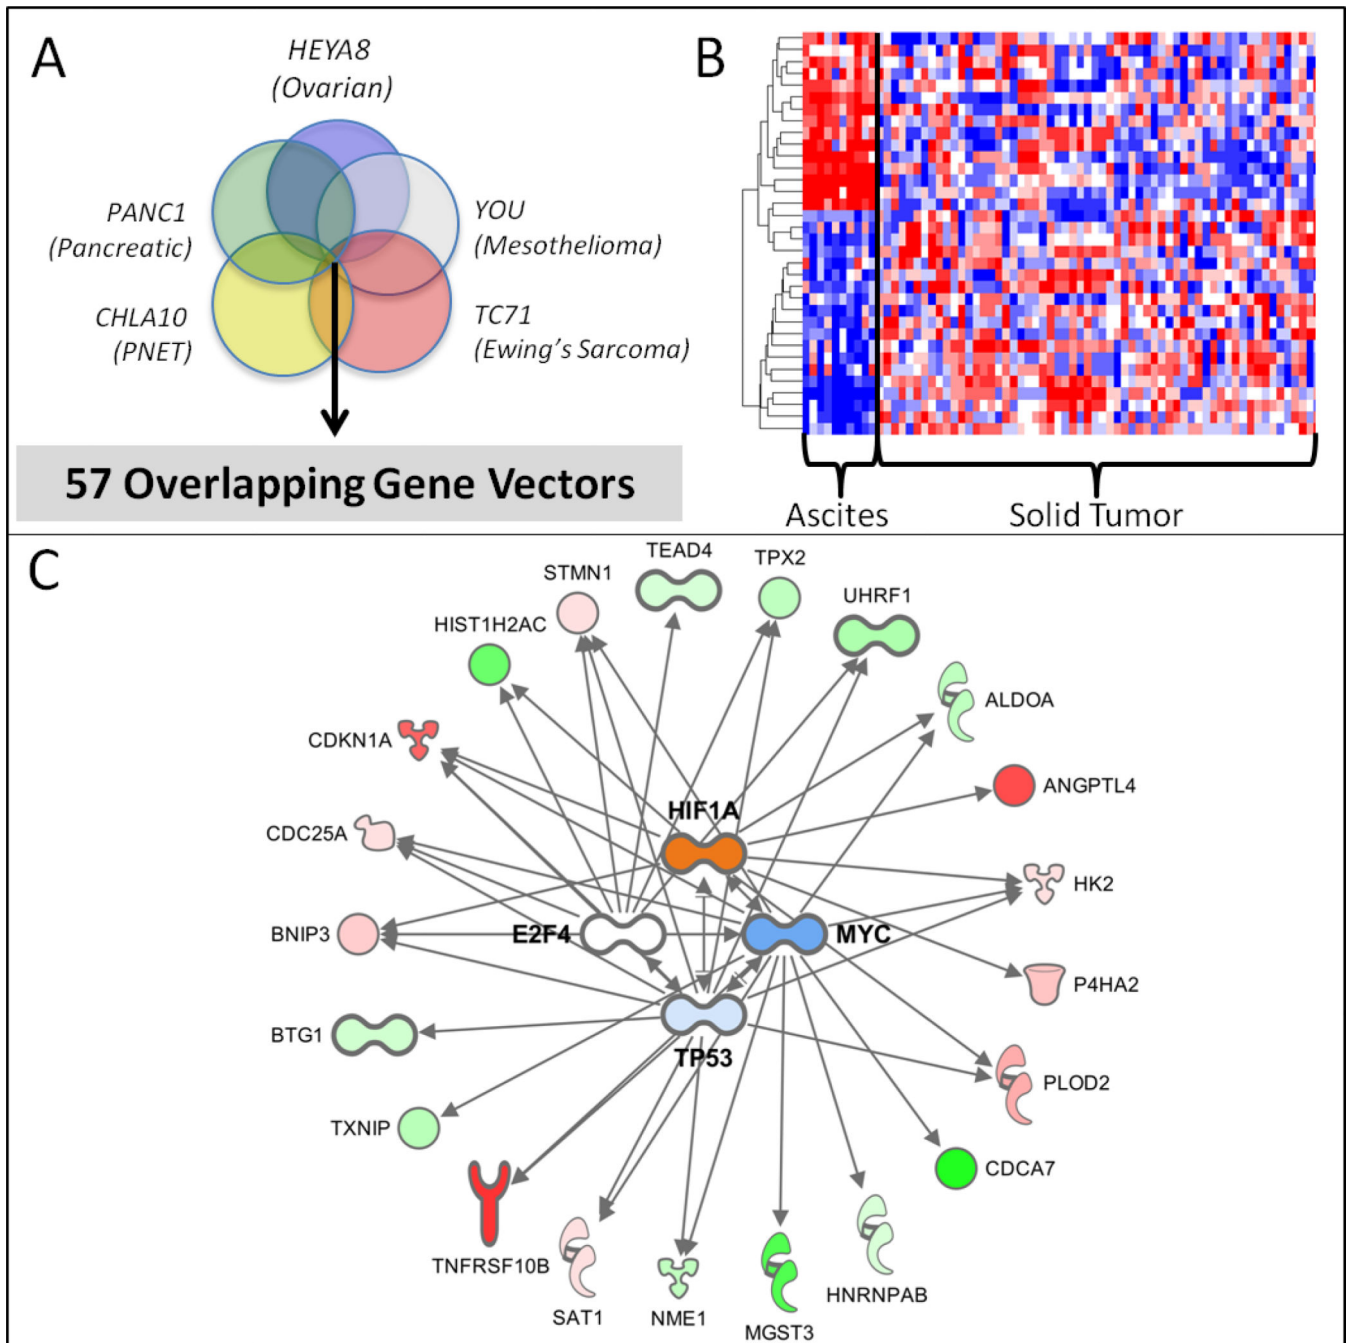 A
HEYA8
(Ovarian)
PANC1
(Pancreatic)
YOU
(Mesothelioma)
CHLA10
(PNET)
TC71
(Ewing's Sarcoma)
57 Overlapping Gene Vectors
B
Ascites
Solid Tumor
C
TEAD4
TPX2
STMN1
UHRF1
HIST1H2AC
ALDOA
CDKN1A
ANGPTL4
HIF1A
CDC25A
HK2
BNIP3
E2F4
MYC
P4HA2
BTG1
TP53
PLOD2
TXNIP
CDCA7
TNFRSF10B
HNRNPAB
SAT1
NME1
MGST3